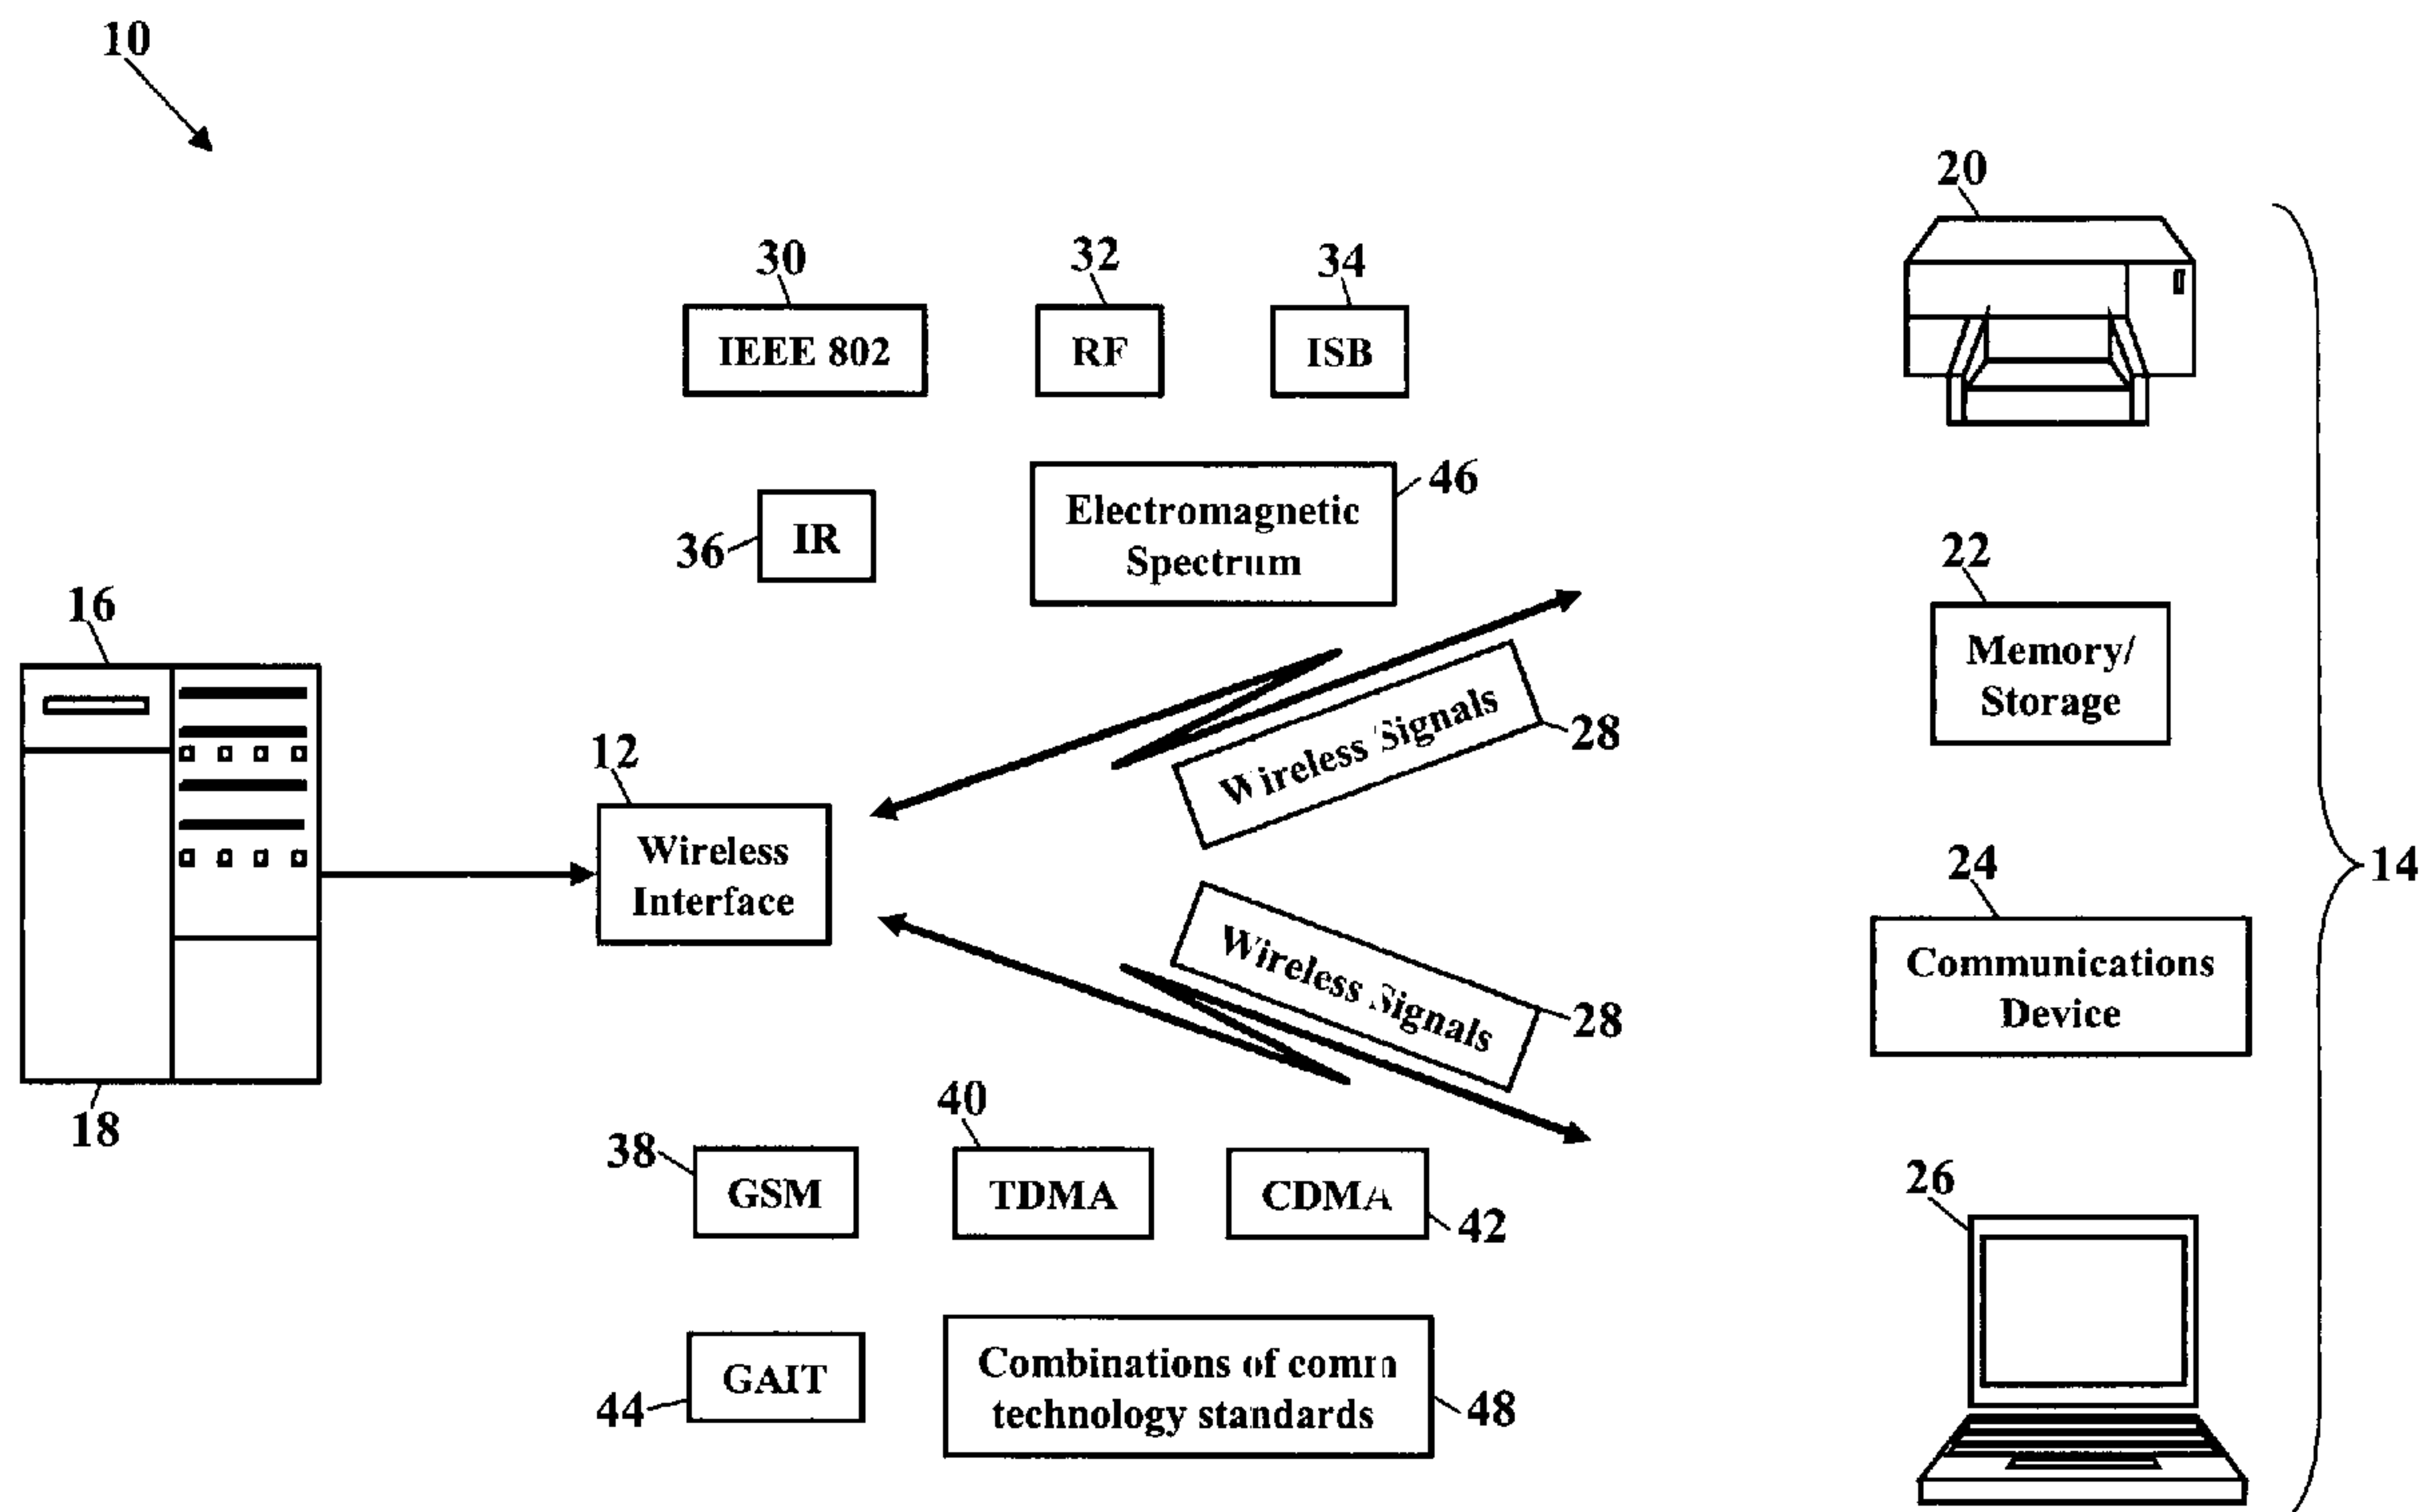 10
20
30
32
34
IEEE 802
RF
ISB
46
Electromagnetic
Spectrum
36
IR
22
16
Memory/
Storage
Wireless Signals
28
12
Wireless
Interface
14
24
Communications
Device
Wireless Signals
28
18
40
38
GSM
TDMA
CDMA
42
26
GAIT
44
Combinations of comm
technology standards
48